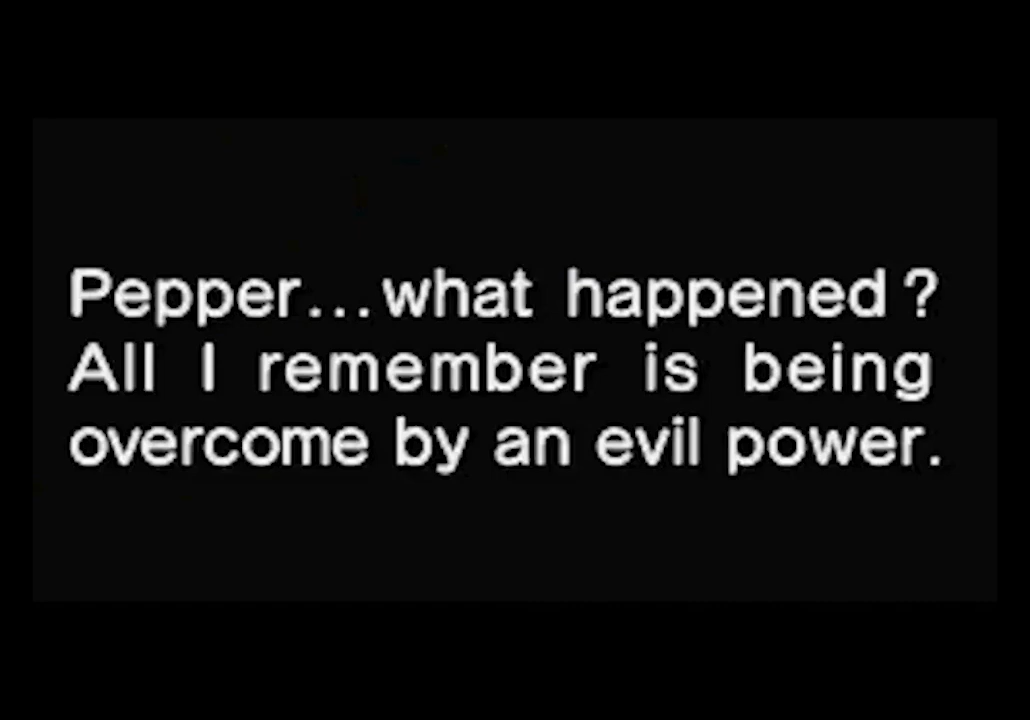 Pepper...what happened?
All I remember is being
overcome by an evil power.